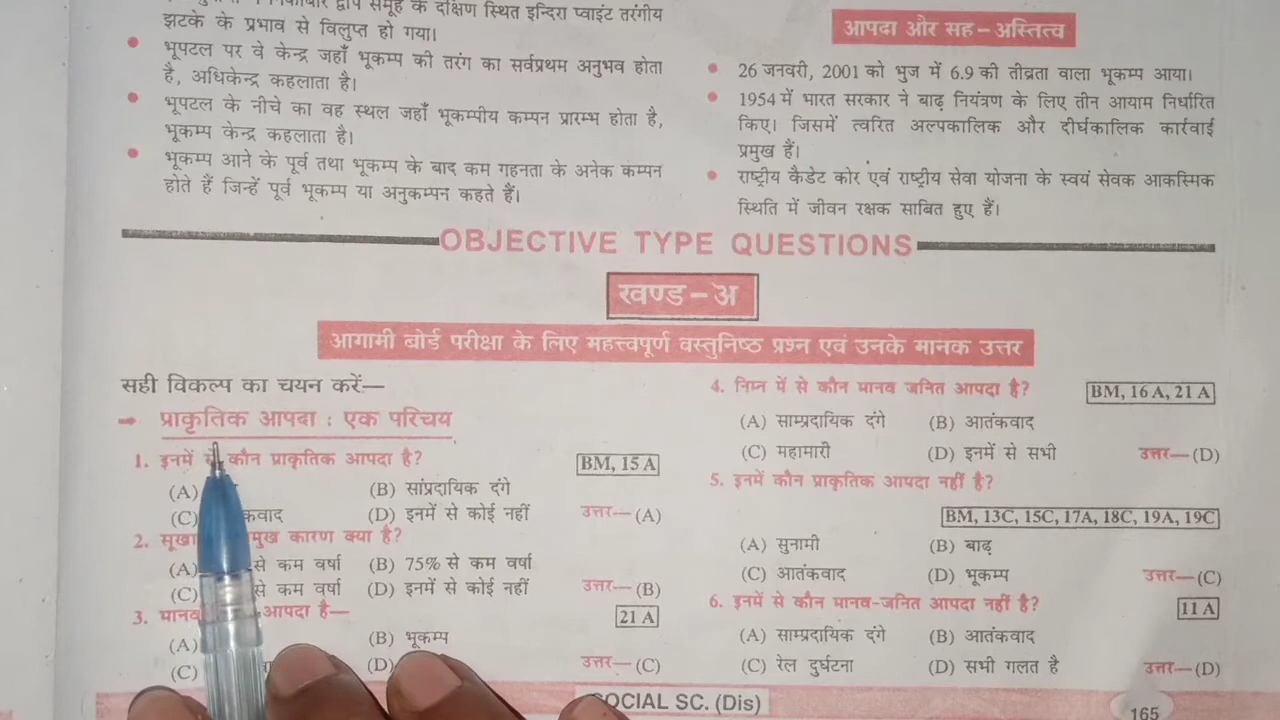 द्वीप समूह के दक्षिण स्थित इन्दिरा प्वाइंट तरंगीय
झटके के प्रभाव से विलुप्त हो गया।
• भूपटल पर वे केन्द्र जहाँ भूकम्प की तरंग का सर्वप्रथम अनुभव होता
है, अधिकेन्द्र कहलाता है।
• भूपटल के नीचे का वह स्थल जहाँ भूकम्पीय कम्पन प्रारम्भ होता है,
भूकम्प केन्द्र कहलाता है।
• भूकम्प आने के पूर्व तथा भूकम्प के बाद कम गहनता के अनेक कम्पन
होते हैं जिन्हें पूर्व भूकम्प या अनुकम्पन कहते हैं।
आपदा और सह-अस्तित्व
• 26 जनवरी, 2001 को भुज में 6.9 की तीव्रता वाला भूकम्प आया।
• 1954 में भारत सरकार ने बाढ़ नियंत्रण के लिए तीन आयाम निर्धारित
किए। जिसमें त्वरित अल्पकालिक और दीर्घकालिक कार्रवाई
प्रमुख हैं।
• राष्ट्रीय कैडेट कोर एवं राष्ट्रीय सेवा योजना के स्वयं सेवक आकस्मिक
स्थिति में जीवन रक्षक साबित हुए हैं।
OBJECTIVE TYPE QUESTIONS
खण्ड-अ
आगामी बोर्ड परीक्षा के लिए महत्त्वपूर्ण वस्तुनिष्ठ प्रश्न एवं उनके मानक उत्तर
सही विकल्प का चयन करें—
➞ प्राकृतिक आपदा : एक परिचय
1. इनमें से कौन प्राकृतिक आपदा है? BM, 15 A
(A) (B) सांप्रदायिक दंगे
(C) (D) इनमें से कोई नहीं उत्तर—(A)
2. कारण क्या है?
(A) से कम वर्षा (B) 75% से कम वर्षा
(C) से कम वर्षा (D) इनमें से कोई नहीं उत्तर—(B)
3. आपदा है— 21 A
(A) (B) भूकम्प
(C) (D) उत्तर—(C)
4. निम्न में से कौन मानव जनित आपदा है? BM, 16 A, 21 A
(A) साम्प्रदायिक दंगे (B) आतंकवाद
(C) महामारी (D) इनमें से सभी उत्तर—(D)
5. इनमें कौन प्राकृतिक आपदा नहीं है?
BM, 13C, 15C, 17A, 18C, 19A, 19C
(A) सुनामी (B) बाढ़
(C) आतंकवाद (D) भूकम्प उत्तर—(C)
6. इनमें से कौन मानव-जनित आपदा नहीं है? 11 A
(A) साम्प्रदायिक दंगे (B) आतंकवाद
(C) रेल दुर्घटना (D) सभी गलत है उत्तर—(D)
SOCIAL SC. (Dis)
165